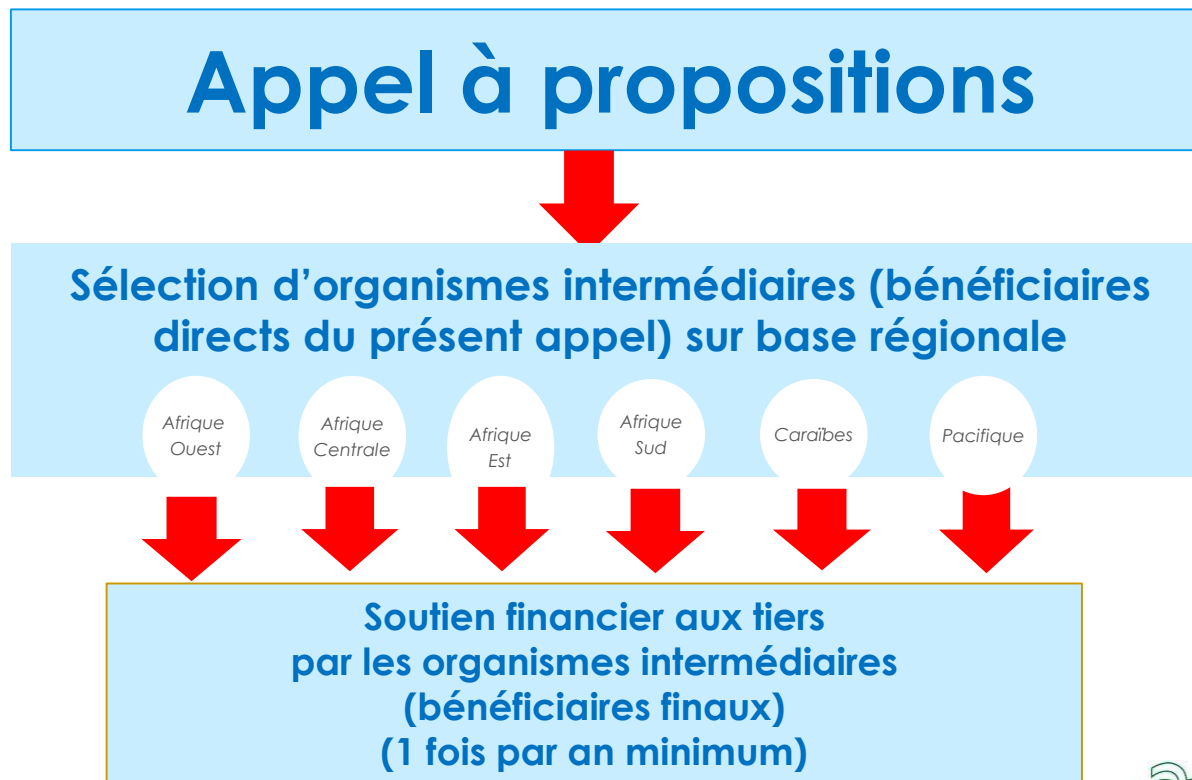 Appel à propositions
Sélection d’organismes intermédiaires (bénéficiaires
directs du présent appel) sur base régionale
Afrique
Ouest
Afrique
Centrale
Afrique
Est
Afrique
Sud
Caraïbes
Pacifique
Soutien financier aux tiers
par les organismes intermédiaires
(bénéficiaires finaux)
(1 fois par an minimum)